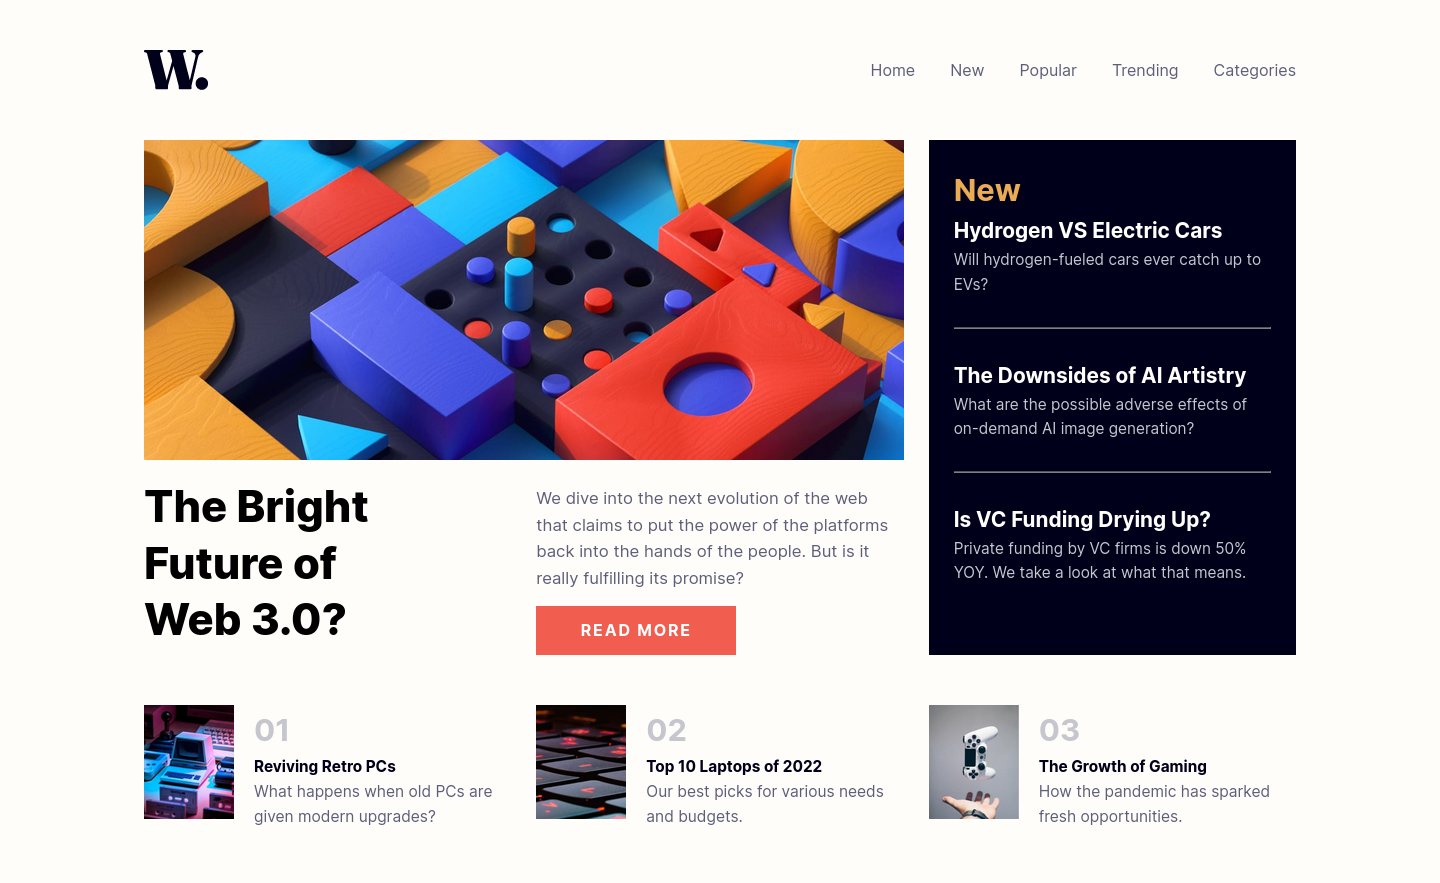 W.
Home
New
Popular
Trending
Categories
New
Hydrogen VS Electric Cars
Will hydrogen-fueled cars ever catch up to
EVs?
The Downsides of AI Artistry
What are the possible adverse effects of
on-demand AI image generation?
Is VC Funding Drying Up?
Private funding by VC firms is down 50%
YOY. We take a look at what that means.
The Bright
Future of
Web 3.0?
We dive into the next evolution of the web
that claims to put the power of the platforms
back into the hands of the people. But is it
really fulfilling its promise?
READ MORE
01
Reviving Retro PCs
What happens when old PCs are
given modern upgrades?
02
Top 10 Laptops of 2022
Our best picks for various needs
and budgets.
03
The Growth of Gaming
How the pandemic has sparked
fresh opportunities.